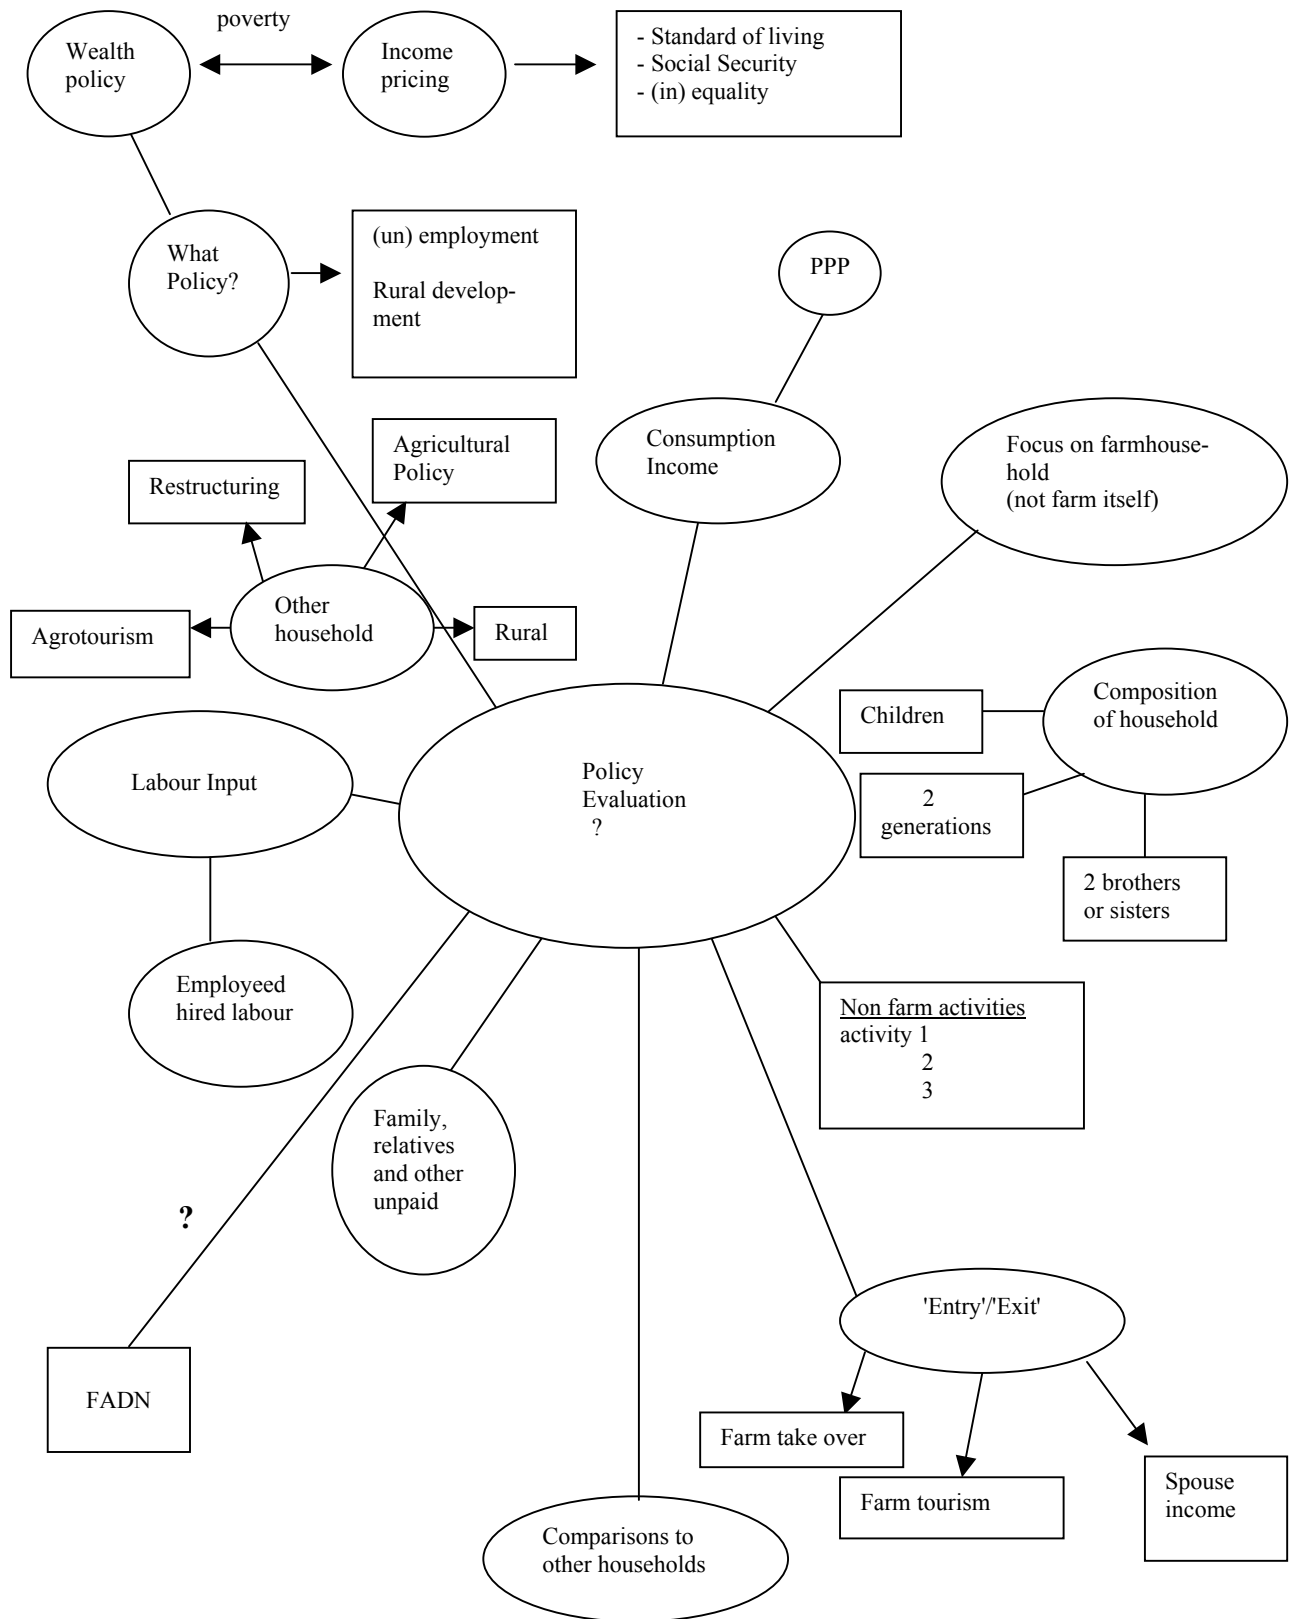 poverty
Wealth
policy
Income
pricing
- Standard of living
- Social Security
- (in) equality
What
Policy?
(un) employment
Rural develop-
ment
PPP
Consumption
Income
Focus on farmhouse-
hold
(not farm itself)
Agricultural
Policy
Restructuring
Other
household
Agrotourism
Rural
Composition
of household
Children
2
generations
2 brothers
or sisters
Labour Input
Policy
Evaluation
?
Employeed
hired labour
Non farm activities
activity 1
2
3
Family,
relatives
and other
unpaid
?
'Entry'/'Exit'
FADN
Farm take over
Farm tourism
Spouse
income
Comparisons to
other households